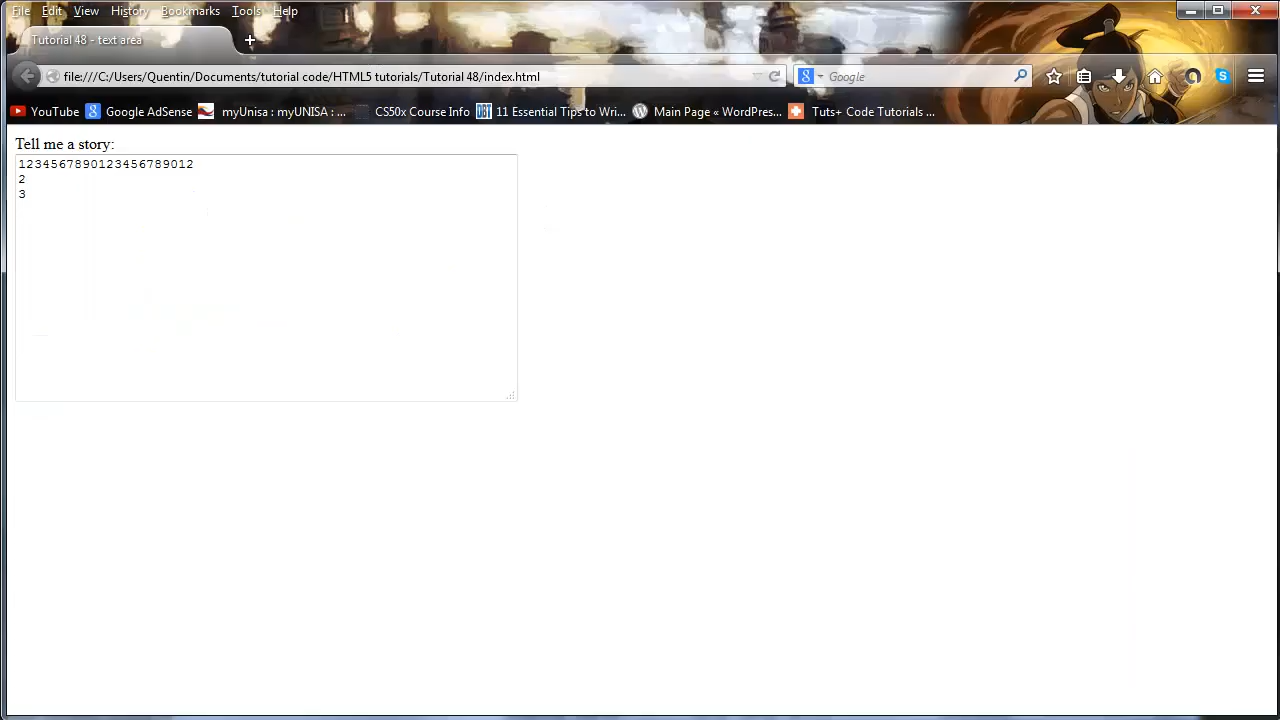 File Edit View History Bookmarks Tools Help
Tutorial 48 - text area
file:///C:/Users/Quentin/Documents/tutorial code/HTML5 tutorials/Tutorial 48/index.html
Google
YouTube Google AdSense myUnisa : myUNISA : ... CS50x Course Info 11 Essential Tips to Wri... Main Page « WordPres... Tuts+ Code Tutorials ...
Tell me a story:
1234567890123456789012
2
3